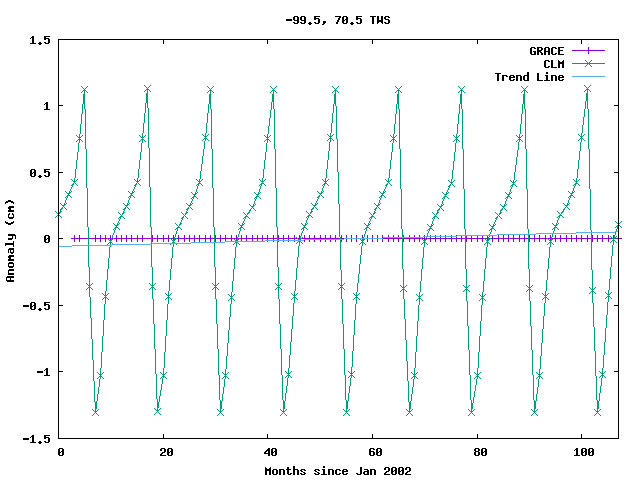 -99.5, 70.5 TWS
GRACE
CLM
Trend Line
1.5
1
0.5
0
-0.5
-1
-1.5
Anomaly (cm)
0 20 40 60 80 100
Months since Jan 2002